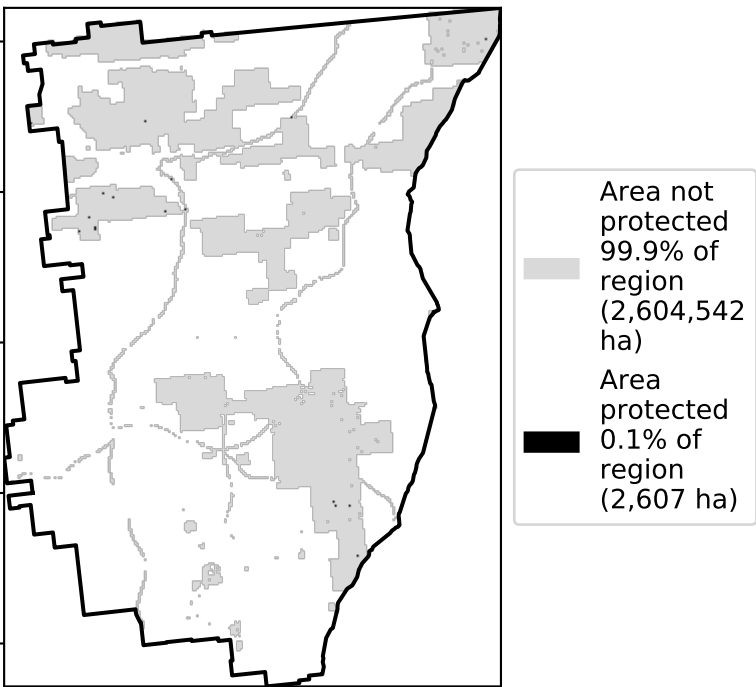 Area not
protected
99.9% of
region
(2,604,542
ha)
Area
protected
0.1% of
region
(2,607 ha)